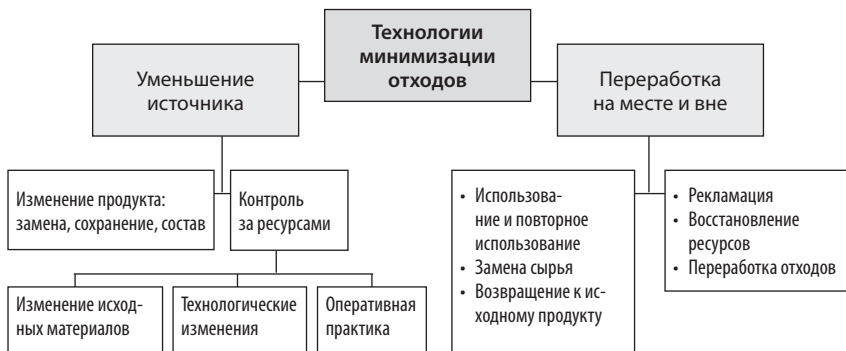 Технологии
минимизации
отходов
Уменьшение
источника
Переработка
на месте и вне
Изменение продукта:
замена, сохранение, состав
Контроль
за ресурсами
• Использова-
ние и повторное
использование
• Замена сырья
• Возвращение к ис-
ходному продукту
• Рекламация
• Восстановление
ресурсов
• Переработка отходов
Изменение исход-
ных материалов
Технологические
изменения
Оперативная
практика